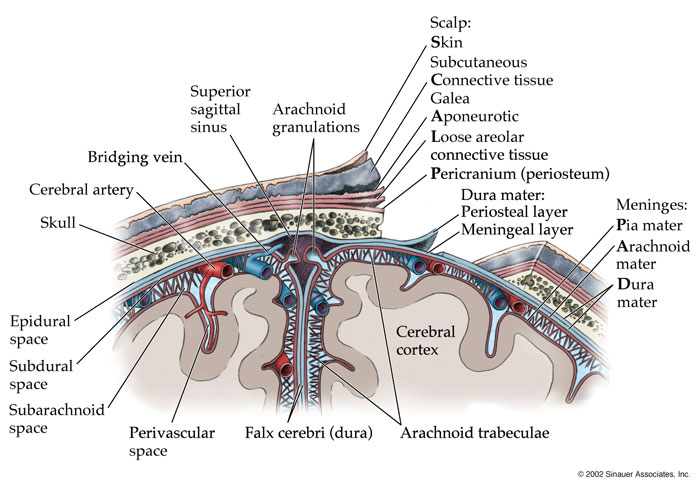 Scalp:
Skin
Subcutaneous
Connective tissue
Galea
Aponeurotic
Loose areolar
connective tissue
Pericranium (periosteum)
Superior
sagittal
sinus
Arachnoid
granulations
Bridging vein
Cerebral artery
Skull
Dura mater:
Periosteal layer
Meningeal layer
Meninges:
Pia mater
Arachnoid
mater
Dura
mater
Epidural
space
Subdural
space
Subarachnoid
space
Cerebral
cortex
Perivascular
space
Falx cerebri (dura)
Arachnoid trabeculae
© 2002 Sinauer Associates, Inc.